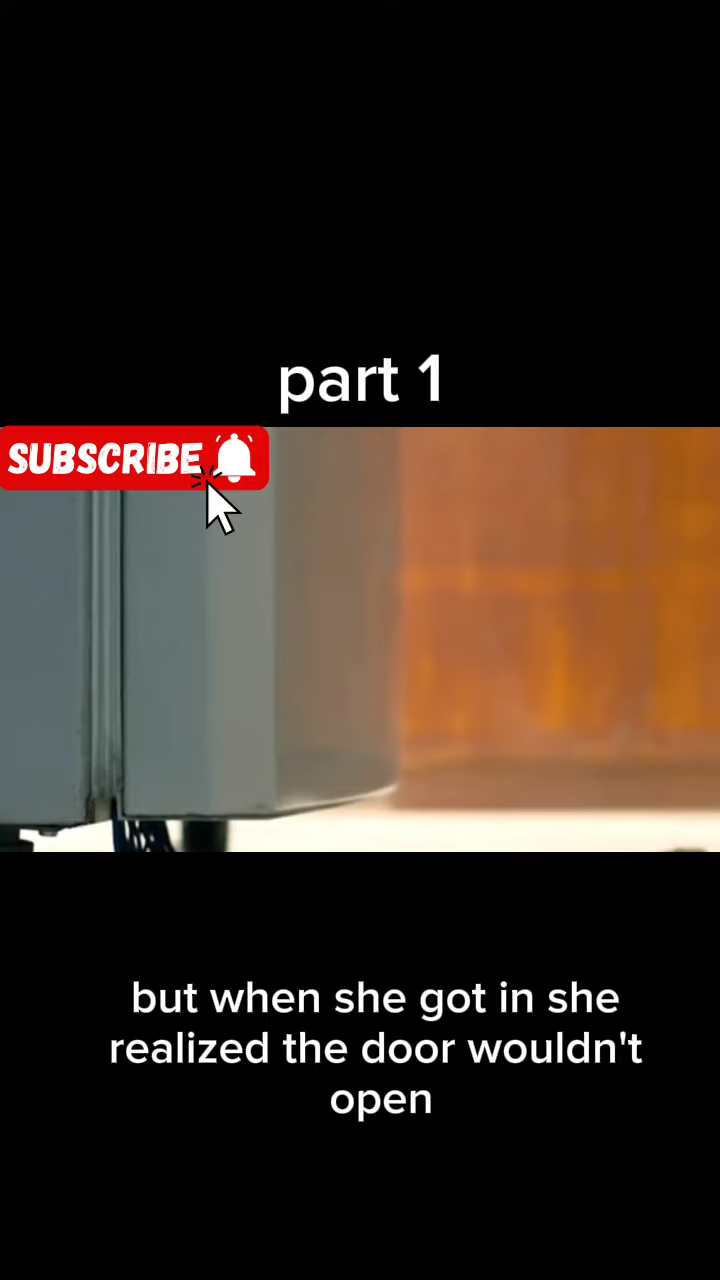 part 1
SUBSCRIBE
but when she got in she
realized the door wouldn't
open